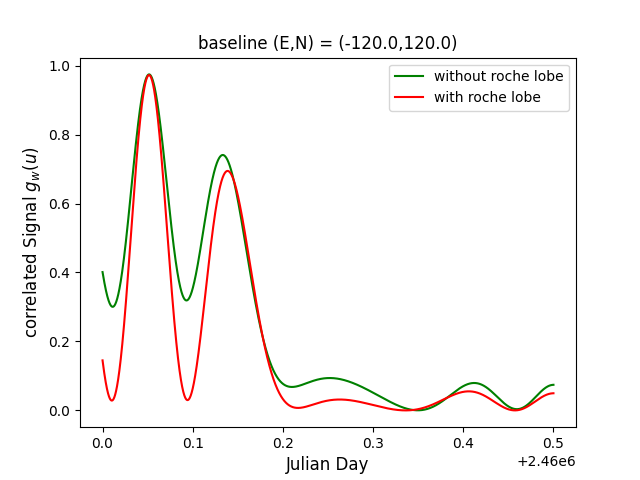 baseline (E,N) = (-120.0,120.0)
correlated Signal g_w(u)
1.0
0.8
0.6
0.4
0.2
0.0
without roche lobe
with roche lobe
0.0 0.1 0.2 0.3 0.4 0.5
+2.46e6
Julian Day